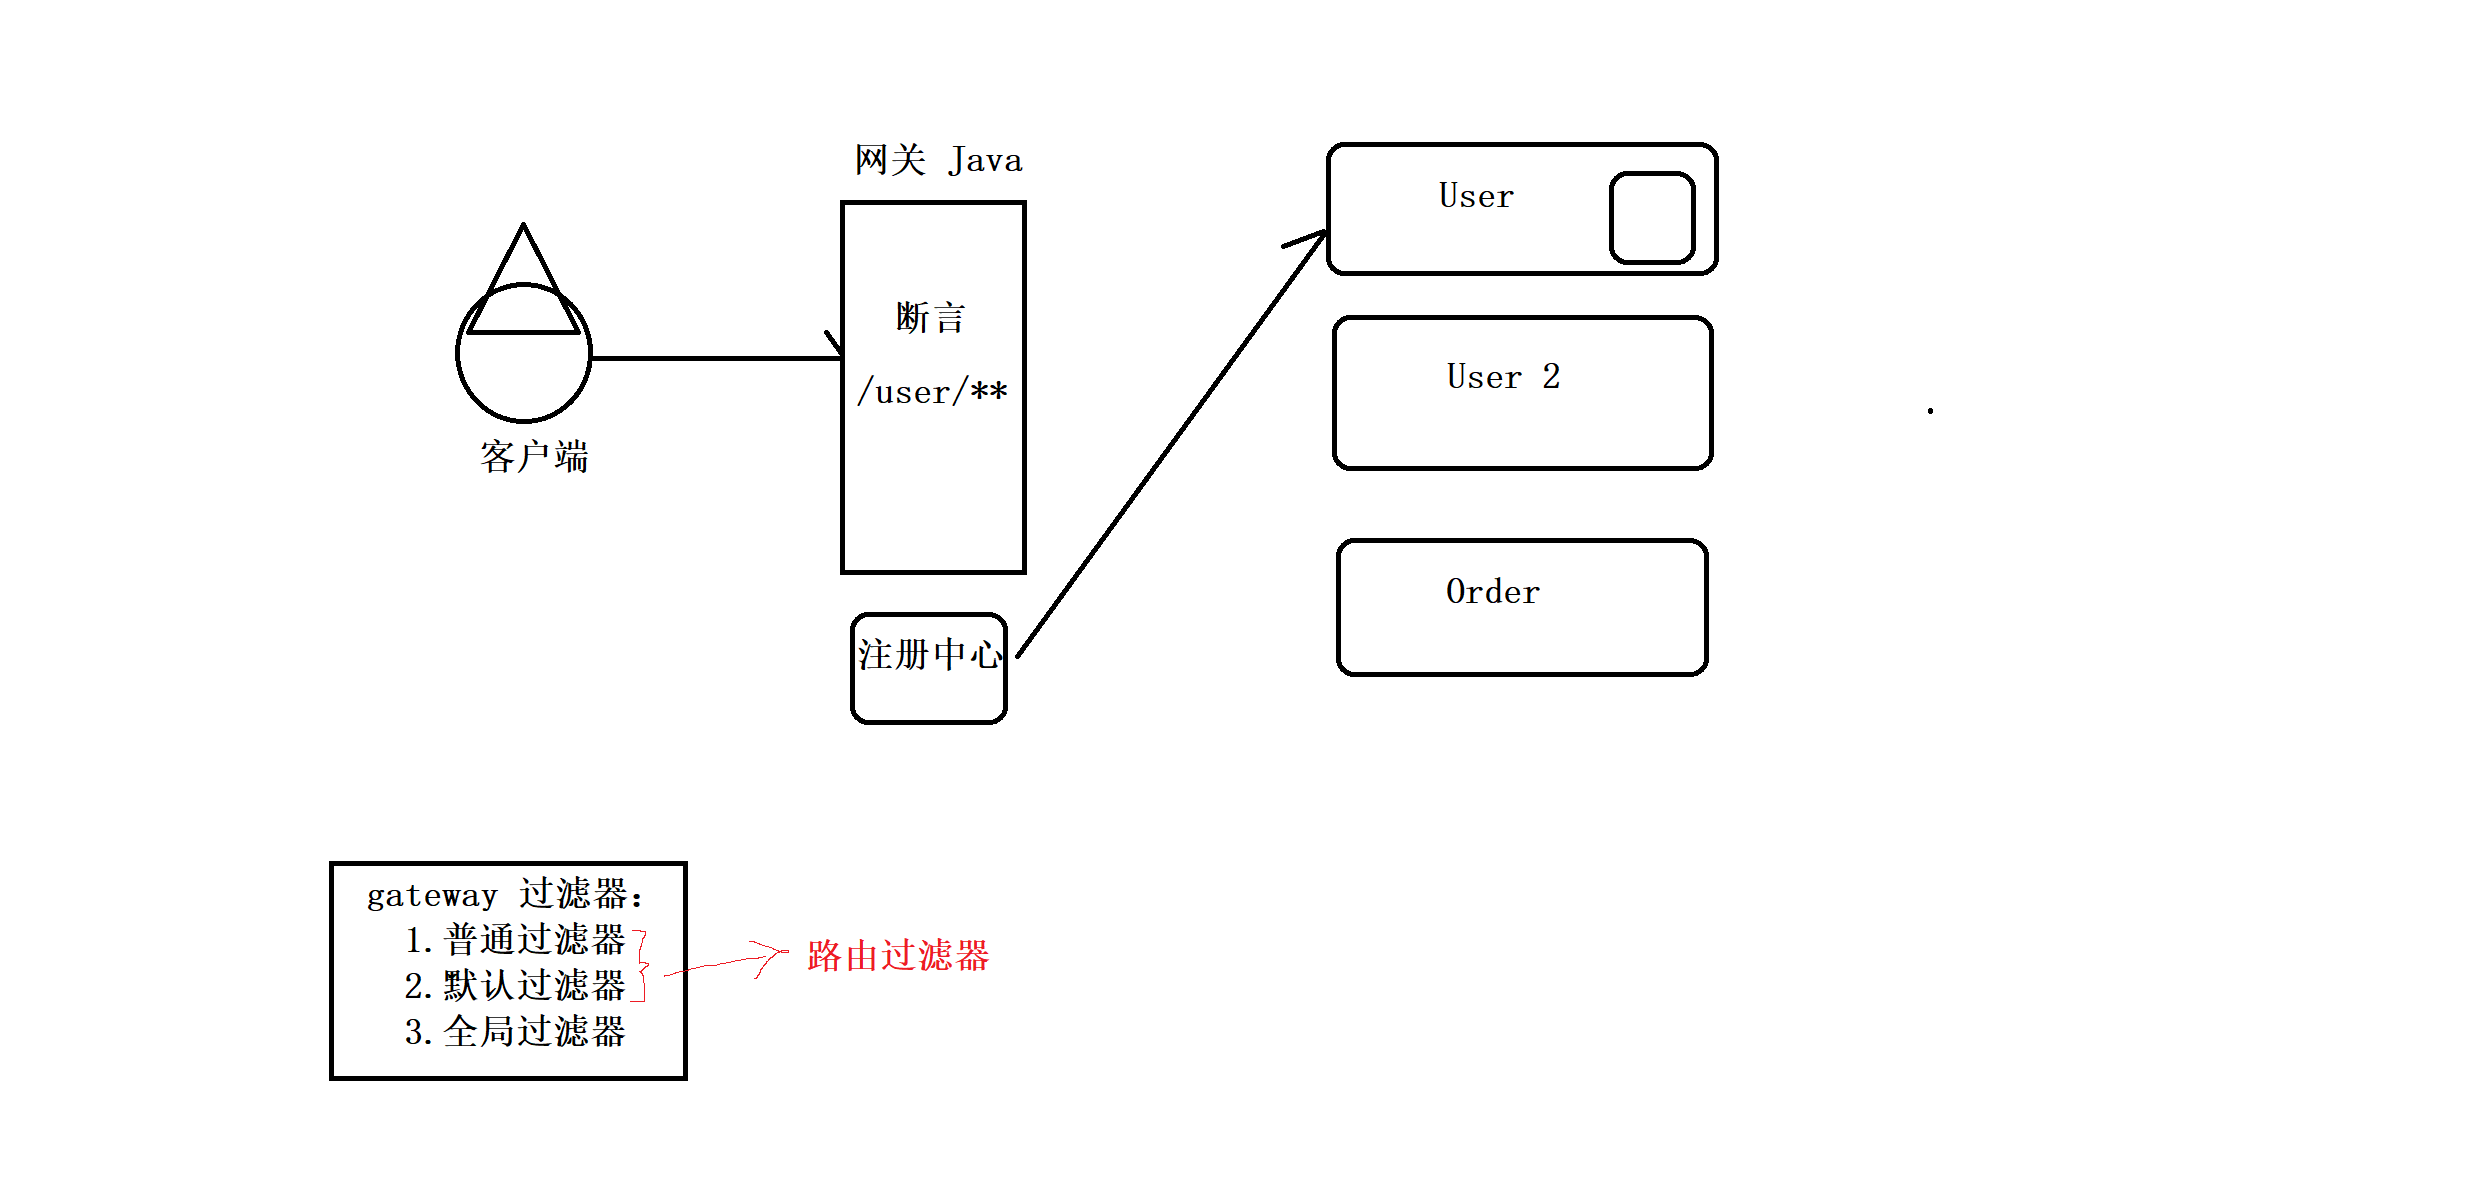 网关 Java
断言
/user/**
客户端
注册中心
User
User 2
Order
gateway 过滤器：
1.普通过滤器
2.默认过滤器
3.全局过滤器
路由过滤器